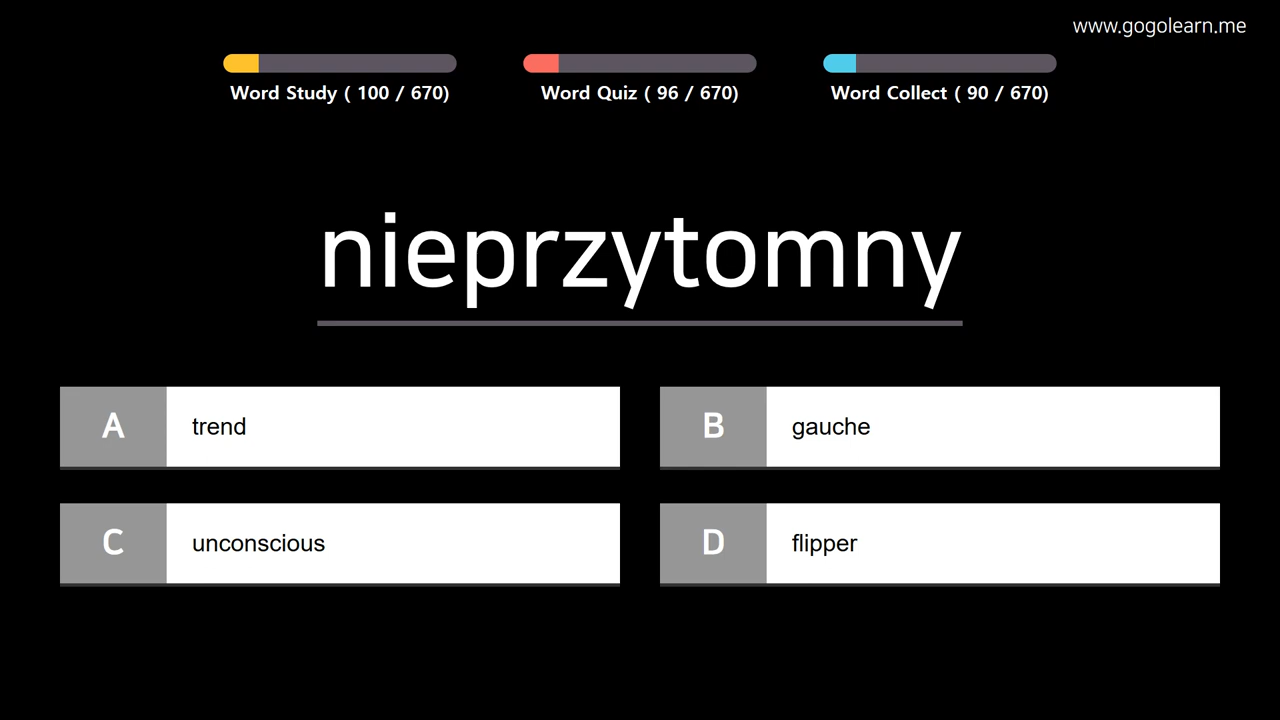 www.gogolearn.me
Word Study ( 100 / 670)
Word Quiz ( 96 / 670)
Word Collect ( 90 / 670)
nieprzytomny
A trend
B gauche
C unconscious
D flipper